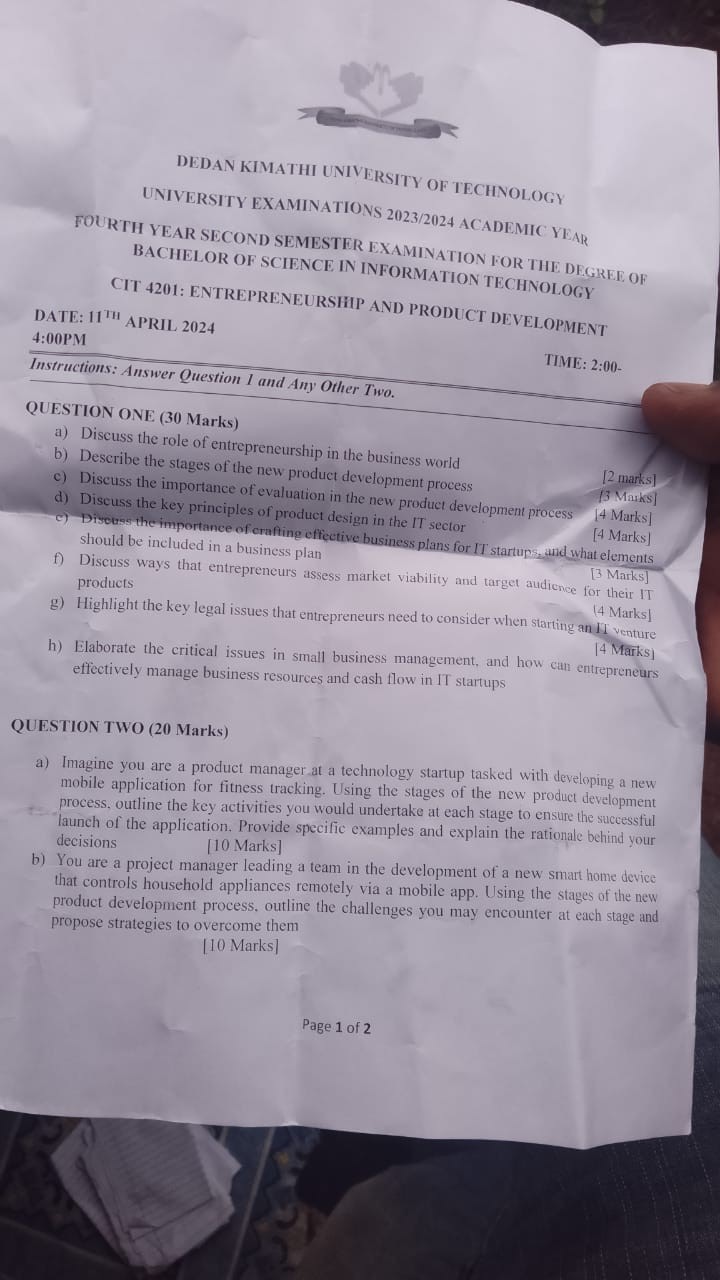 DEDAN KIMATHI UNIVERSITY OF TECHNOLOGY
UNIVERSITY EXAMINATIONS 2023/2024 ACADEMIC YEAR
FOURTH YEAR SECOND SEMESTER EXAMINATION FOR THE DEGREE OF
BACHELOR OF SCIENCE IN INFORMATION TECHNOLOGY
CIT 4201: ENTREPRENEURSHIP AND PRODUCT DEVELOPMENT
DATE: 11TH APRIL 2024 TIME: 2:00-
4:00PM
Instructions: Answer Question 1 and Any Other Two.
QUESTION ONE (30 Marks)
a) Discuss the role of entrepreneurship in the business world [2 marks]
b) Describe the stages of the new product development process [3 Marks]
c) Discuss the importance of evaluation in the new product development process [4 Marks]
d) Discuss the key principles of product design in the IT sector [4 Marks]
e) Discuss the importance of crafting effective business plans for IT startups, and what elements
should be included in a business plan [3 Marks]
f) Discuss ways that entrepreneurs assess market viability and target audience for their IT
products [4 Marks]
g) Highlight the key legal issues that entrepreneurs need to consider when starting an IT venture
[4 Marks]
h) Elaborate the critical issues in small business management, and how can entrepreneurs
effectively manage business resources and cash flow in IT startups
QUESTION TWO (20 Marks)
a) Imagine you are a product manager at a technology startup tasked with developing a new
mobile application for fitness tracking. Using the stages of the new product development
process, outline the key activities you would undertake at each stage to ensure the successful
launch of the application. Provide specific examples and explain the rationale behind your
decisions [10 Marks]
b) You are a project manager leading a team in the development of a new smart home device
that controls household appliances remotely via a mobile app. Using the stages of the new
product development process, outline the challenges you may encounter at each stage and
propose strategies to overcome them
[10 Marks]
Page 1 of 2